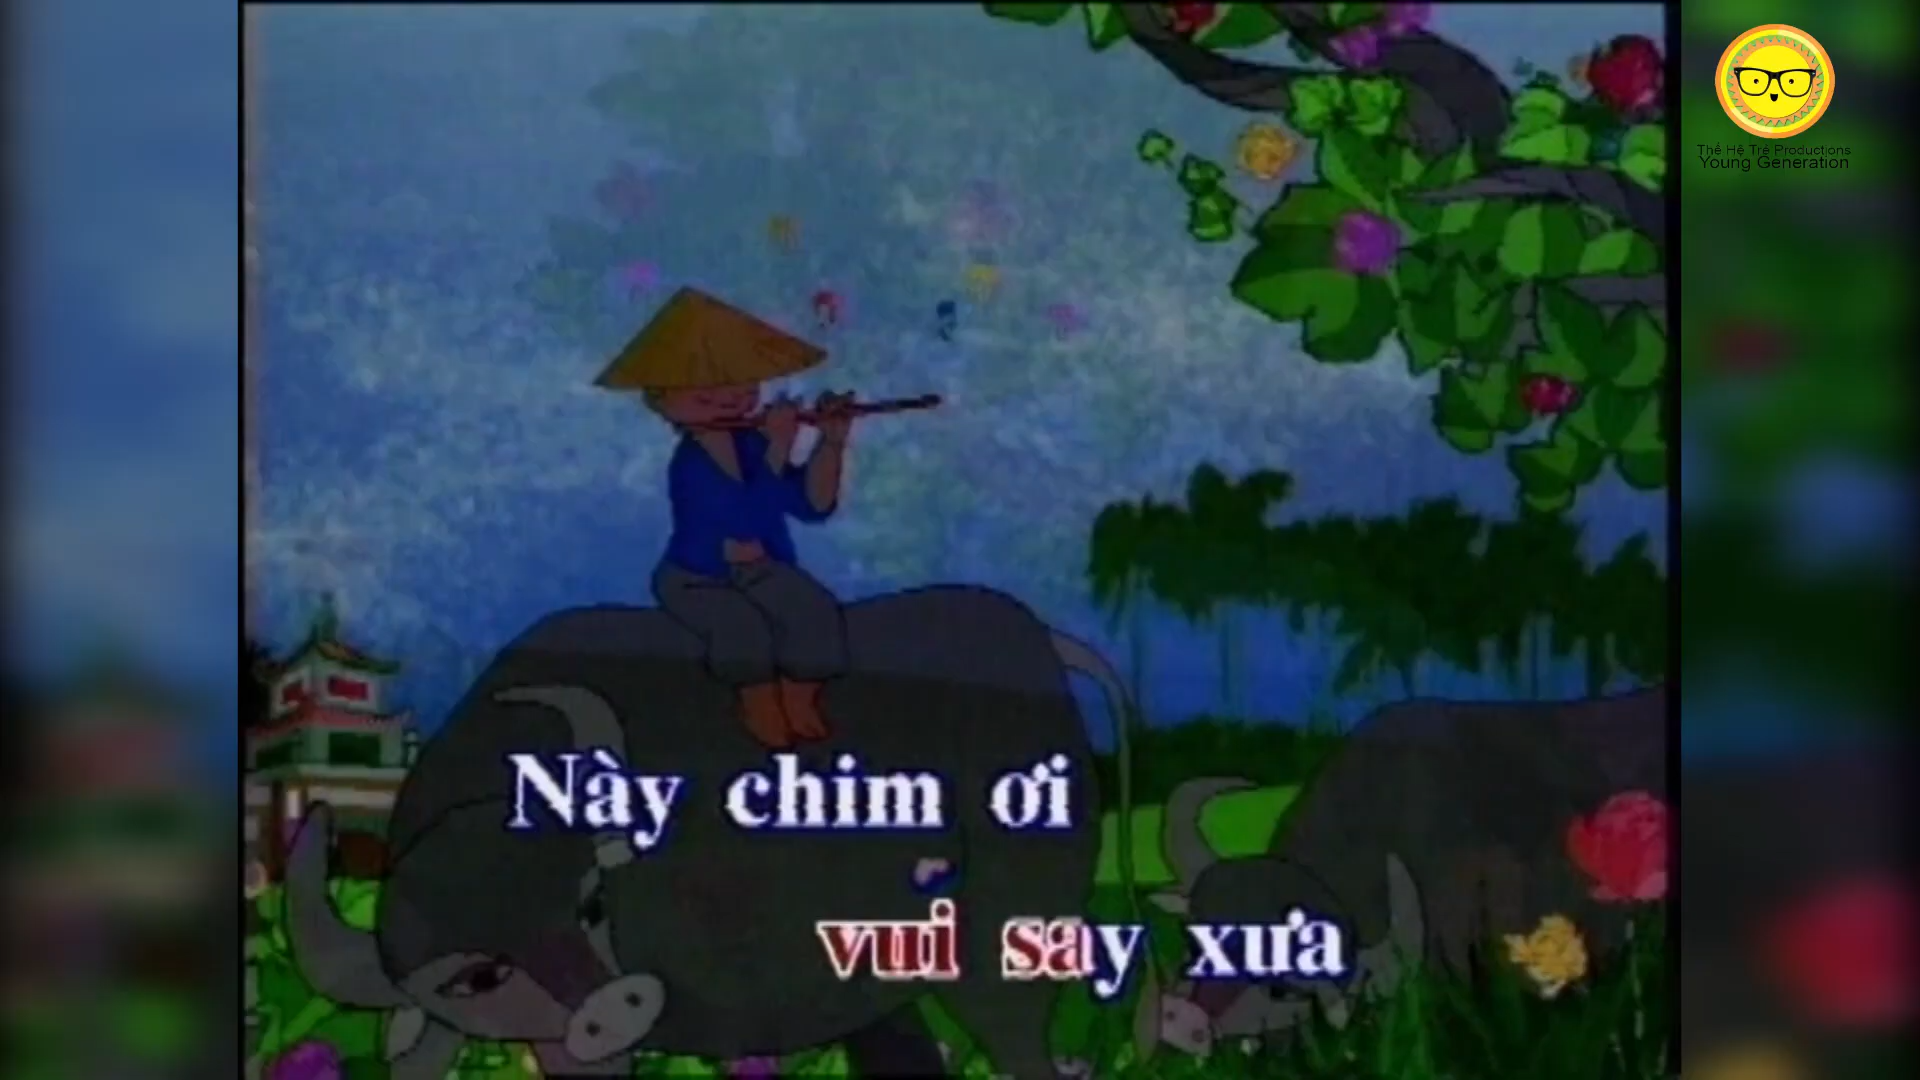 Thế Hệ Trẻ Productions
Young Generation
Này chim ơi
vui say xưa